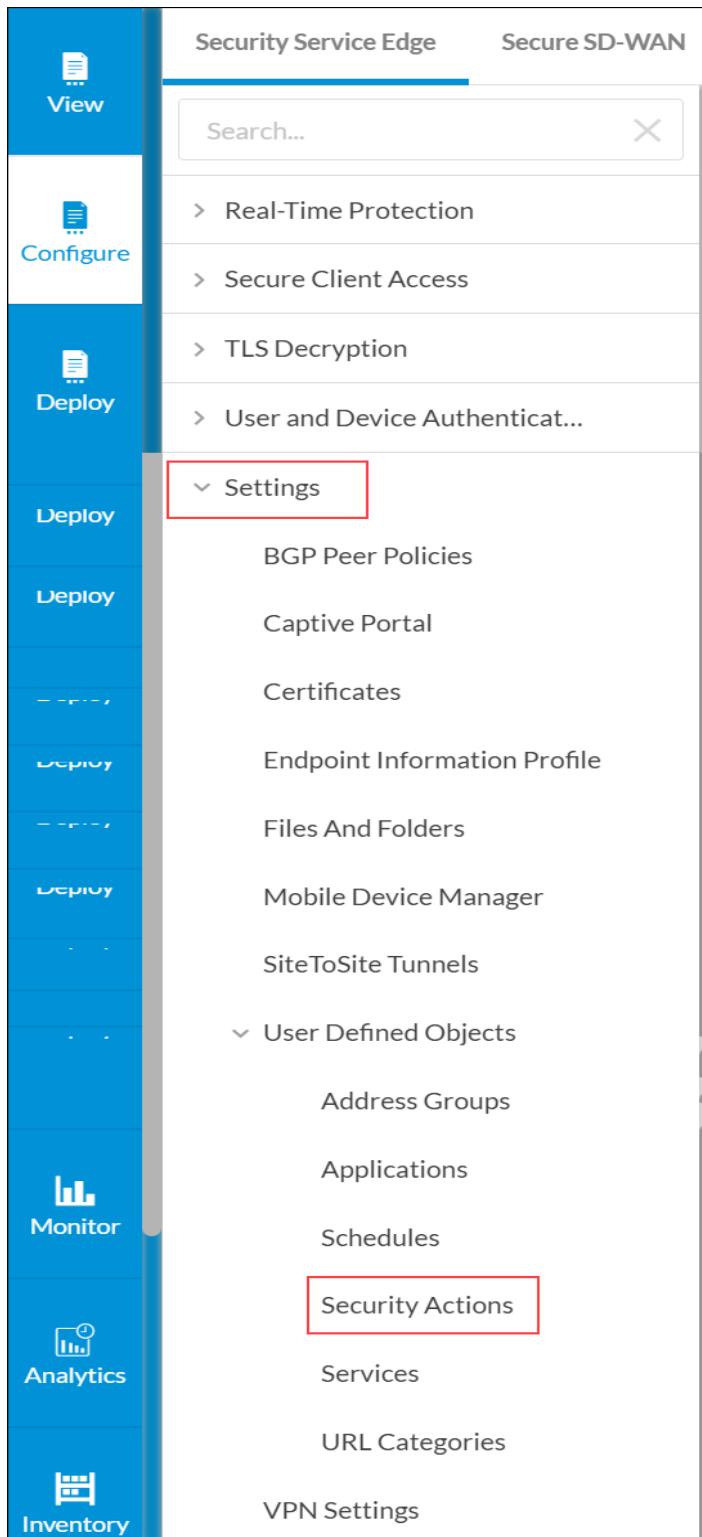 Security Service Edge
Secure SD-WAN
Search...
View
Configure
Deploy
Deploy
Deploy
Deploy
Deploy
Monitor
Analytics
Inventory
Real-Time Protection
Secure Client Access
TLS Decryption
User and Device Authenticat...
Settings
BGP Peer Policies
Captive Portal
Certificates
Endpoint Information Profile
Files And Folders
Mobile Device Manager
SiteToSite Tunnels
User Defined Objects
Address Groups
Applications
Schedules
Security Actions
Services
URL Categories
VPN Settings